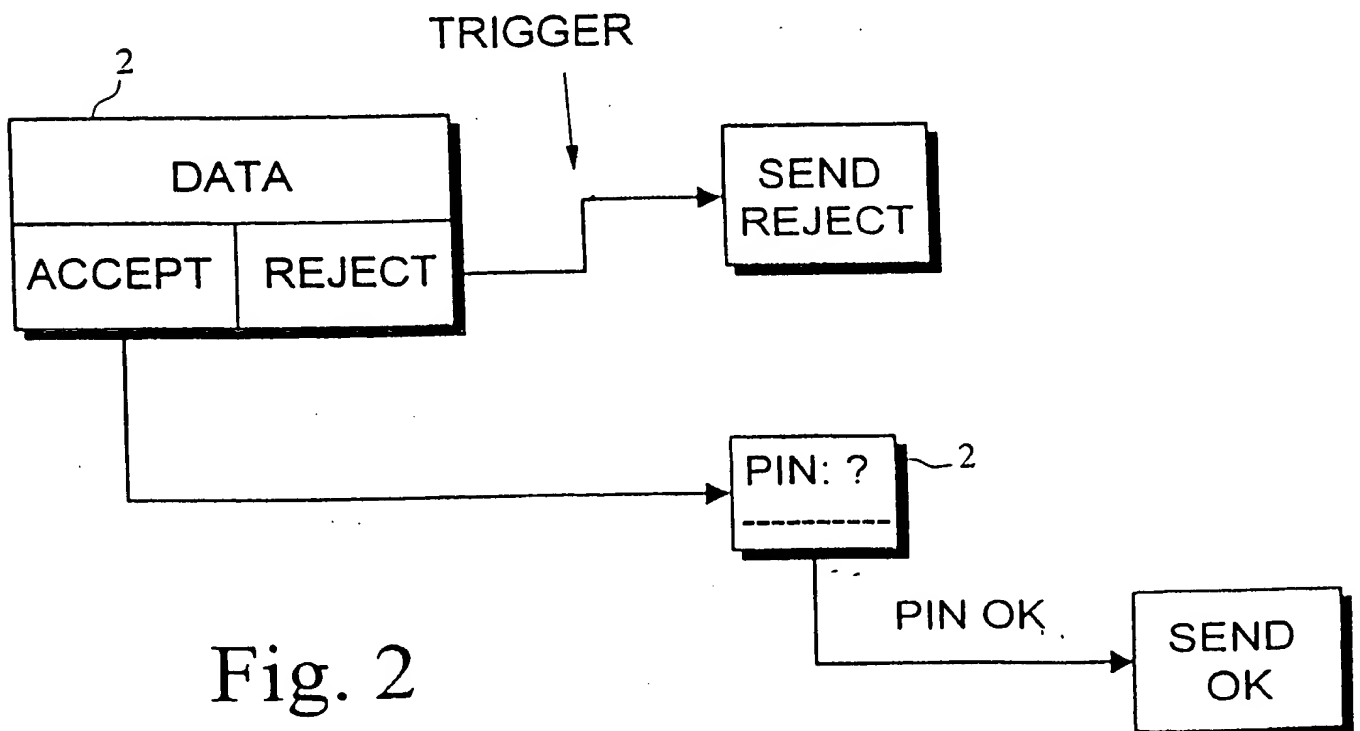 TRIGGER
2
DATA
ACCEPT
REJECT
SEND
REJECT
PIN: ?
2
PIN OK
SEND
OK
Fig. 2